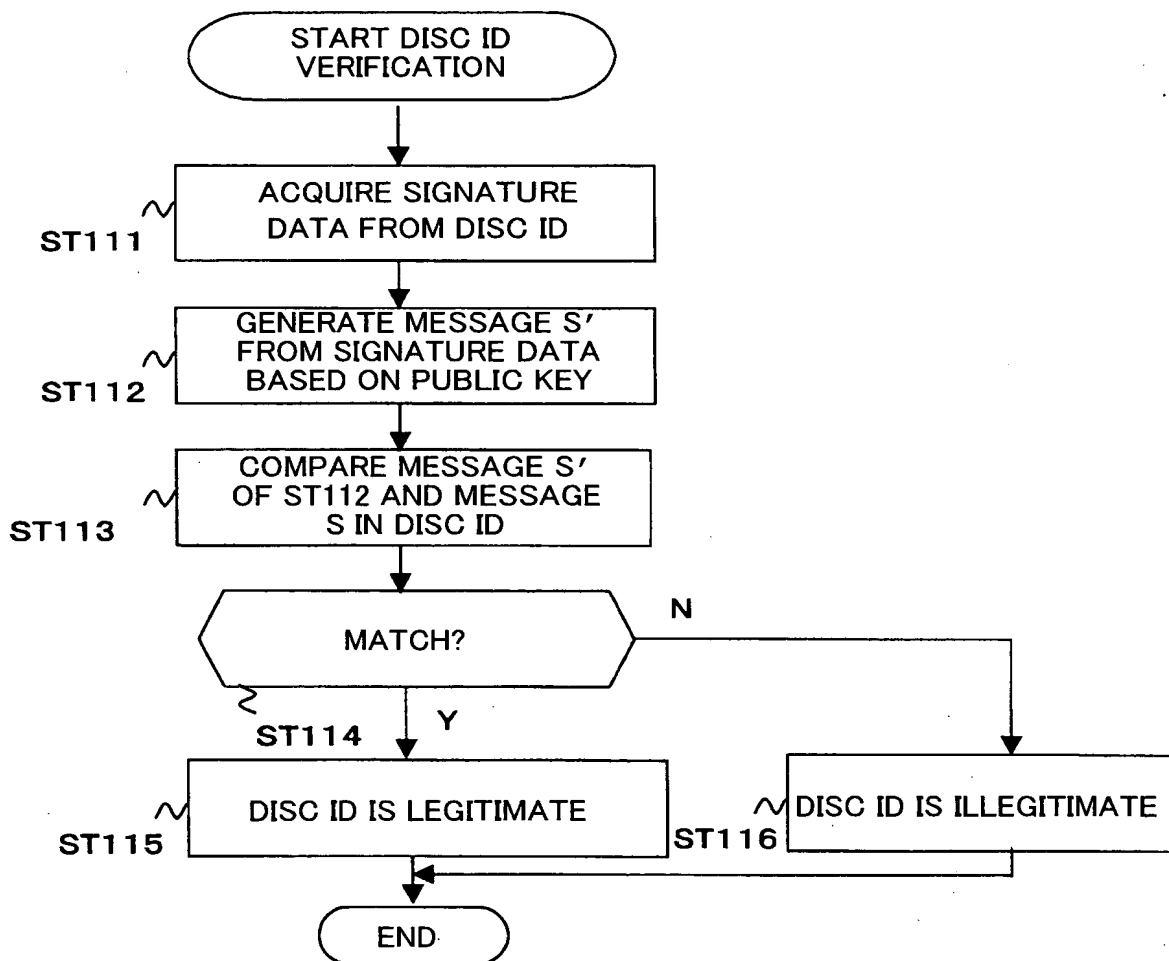 START DISC ID
VERIFICATION
ACQUIRE SIGNATURE
DATA FROM DISC ID
ST111
GENERATE MESSAGE S′
FROM SIGNATURE DATA
BASED ON PUBLIC KEY
ST112
COMPARE MESSAGE S′
OF ST112 AND MESSAGE
S IN DISC ID
ST113
MATCH?
N
ST114
Y
DISC ID IS LEGITIMATE
ST115
DISC ID IS ILLEGITIMATE
ST116
END